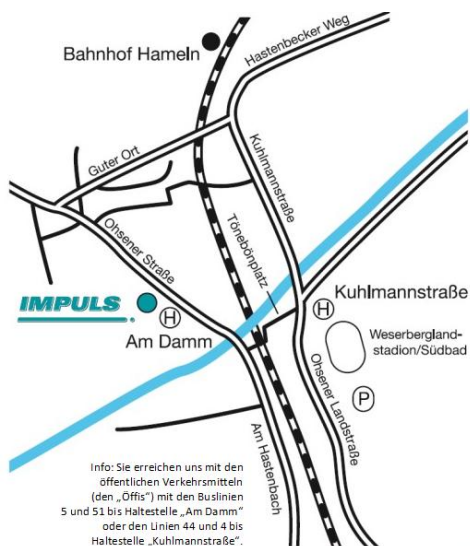 Bahnhof Hameln
Hastenbecker Weg
Guter Ort
Kuhlmannstraße
Tönebönplatz
Ohsener Straße
IMPULS
H
Am Damm
H
Kuhlmannstraße
Weserbergland-
stadion/Südbad
P
Ohsener Landstraße
Am Hastenbach
Info: Sie erreichen uns mit den
öffentlichen Verkehrsmitteln
(den „Öffis“) mit den Buslinien
5 und 51 bis Haltestelle „Am Damm“
oder den Linien 44 und 4 bis
Haltestelle „Kuhlmannstraße“.